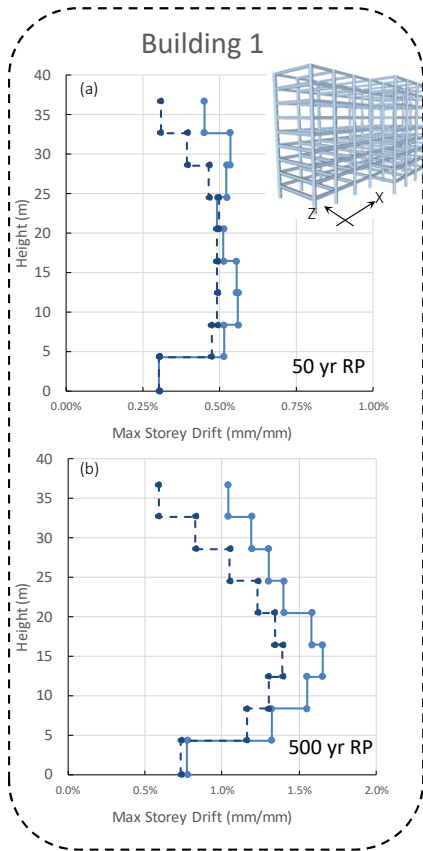 Building 1
40
(a)
35
30
25
20
15
10
5
0
Height (m)
X
Z
50 yr RP
0.00% 0.25% 0.50% 0.75% 1.00%
Max Storey Drift (mm/mm)
40
(b)
35
30
25
20
15
10
5
0
Height (m)
500 yr RP
0.0% 0.5% 1.0% 1.5% 2.0%
Max Storey Drift (mm/mm)